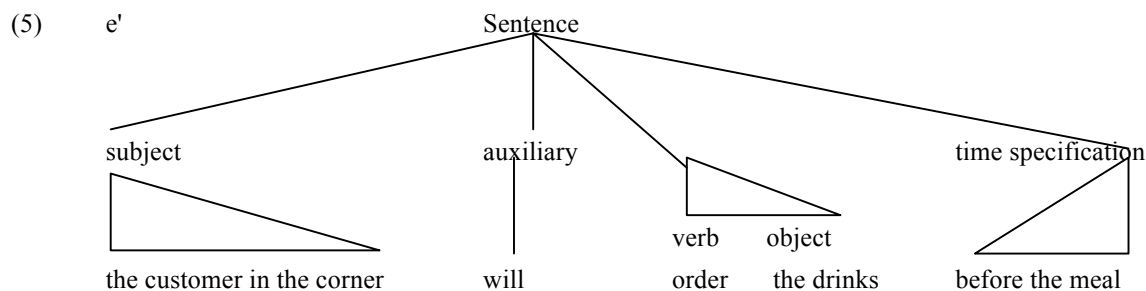 (5) e' Sentence
subject auxiliary time specification
verb object
the customer in the corner will order the drinks before the meal